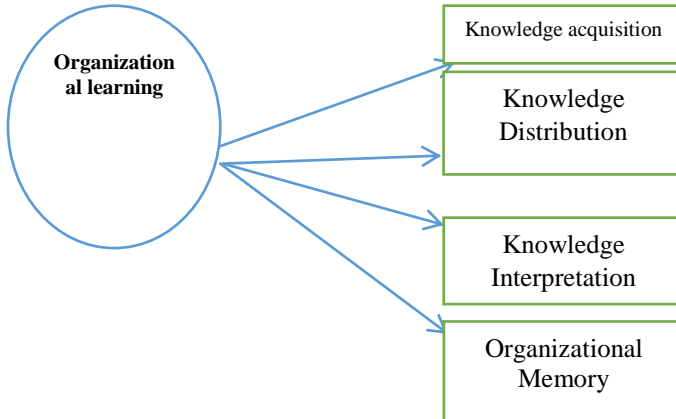 Organization
al learning
Knowledge acquisition
Knowledge
Distribution
Knowledge
Interpretation
Organizational
Memory